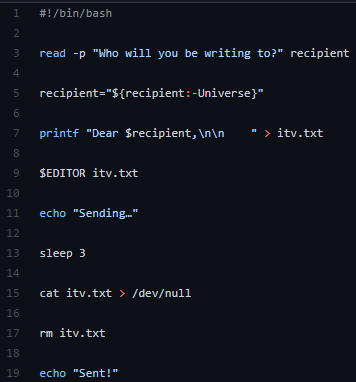 1 #!/bin/bash
2
3 read -p "Who will you be writing to?" recipient
4
5 recipient="${recipient:-Universe}"
6
7 printf "Dear $recipient,\n\n    " > itv.txt
8
9 $EDITOR itv.txt
10
11 echo "Sending…"
12
13 sleep 3
14
15 cat itv.txt > /dev/null
16
17 rm itv.txt
18
19 echo "Sent!"